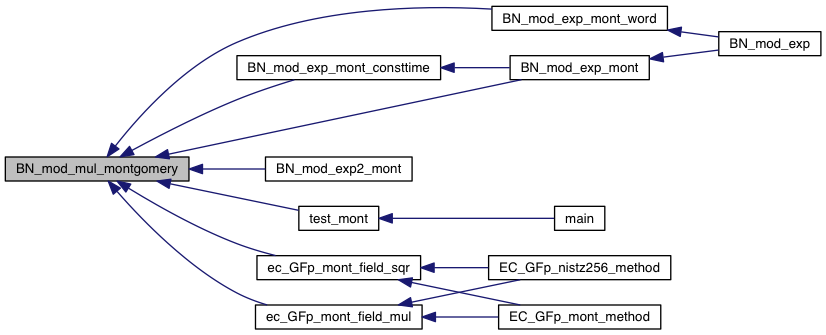 BN_mod_exp_mont_word
BN_mod_exp
BN_mod_exp_mont_consttime
BN_mod_exp_mont
BN_mod_mul_montgomery
BN_mod_exp2_mont
test_mont
main
ec_GFp_mont_field_sqr
EC_GFp_nistz256_method
ec_GFp_mont_field_mul
EC_GFp_mont_method